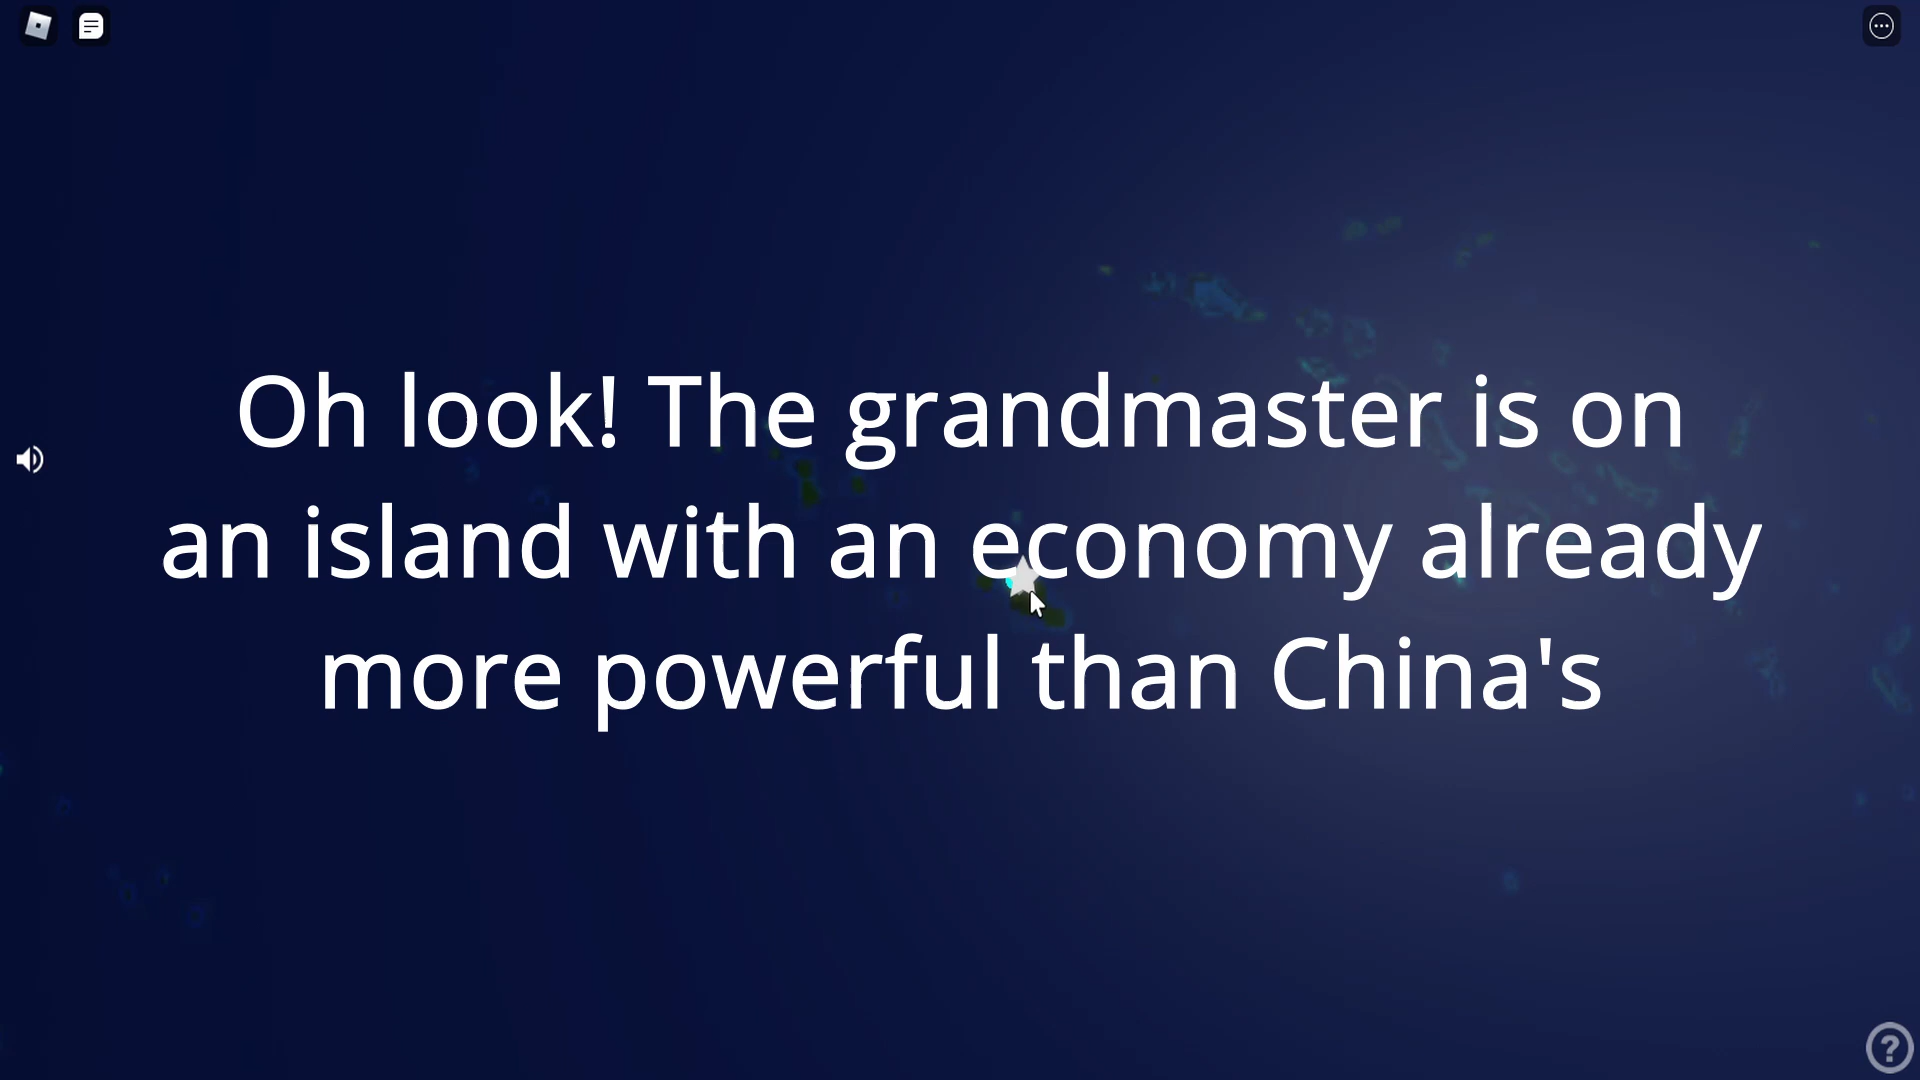 Oh look! The grandmaster is on
an island with an economy already
more powerful than China's
?